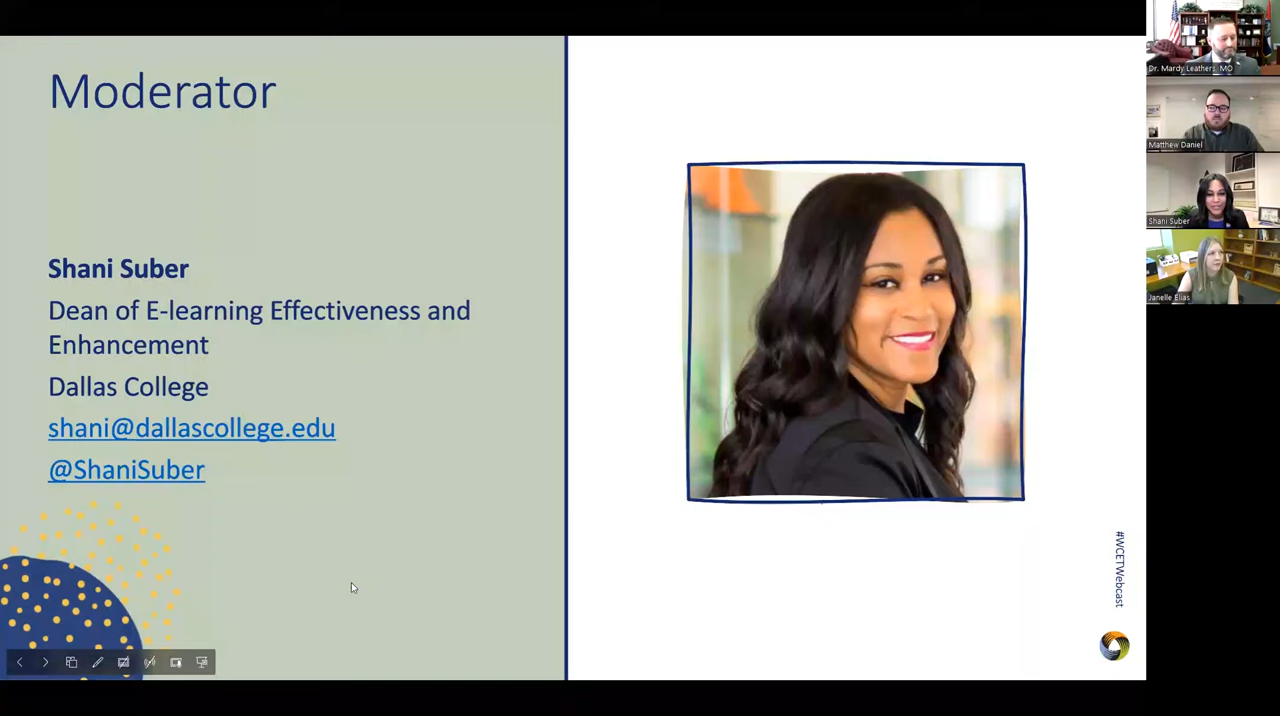 Moderator
Shani Suber
Dean of E-learning Effectiveness and
Enhancement
Dallas College
shani@dallascollege.edu
@ShaniSuber
#WCETWebcast
Dr. Mardy Leathers, MO
Matthew Daniel
Shani Suber
Janelle Elias